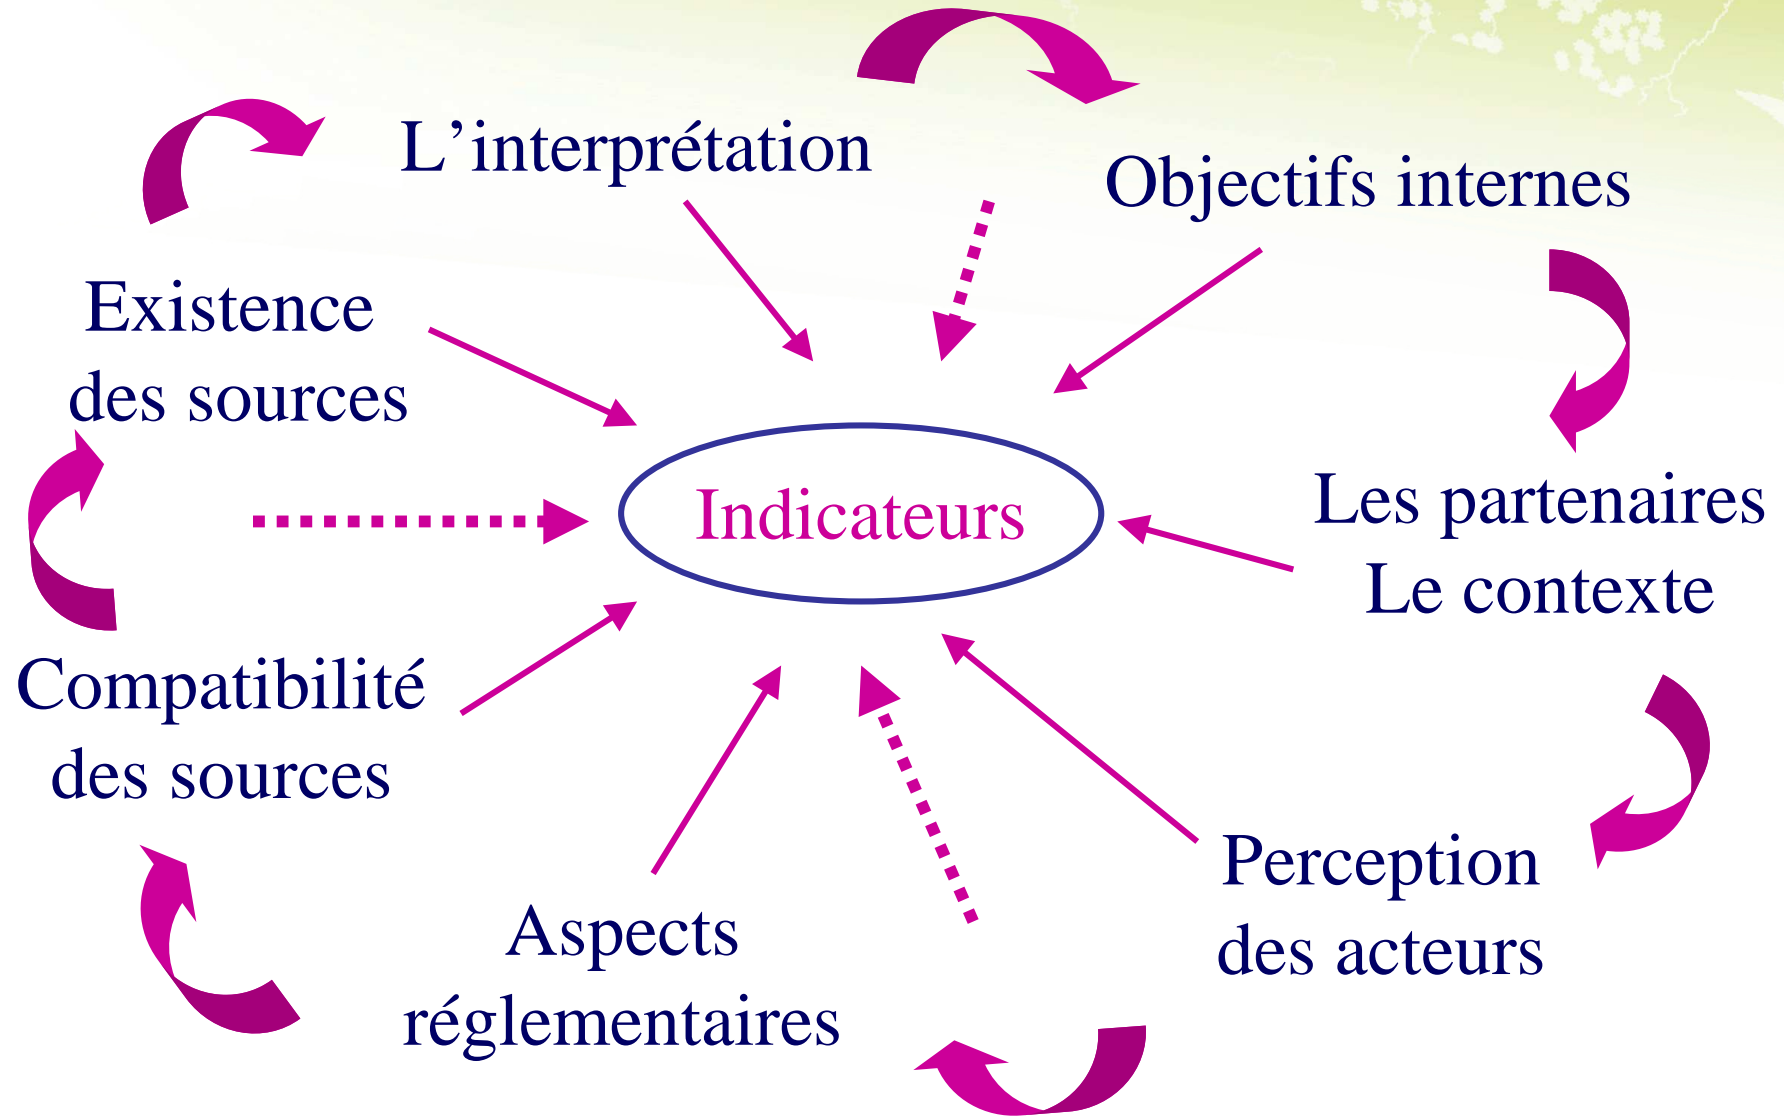 L’interprétation
Objectifs internes
Existence
des sources
Indicateurs
Les partenaires
Le contexte
Compatibilité
des sources
Perception
des acteurs
Aspects
réglementaires